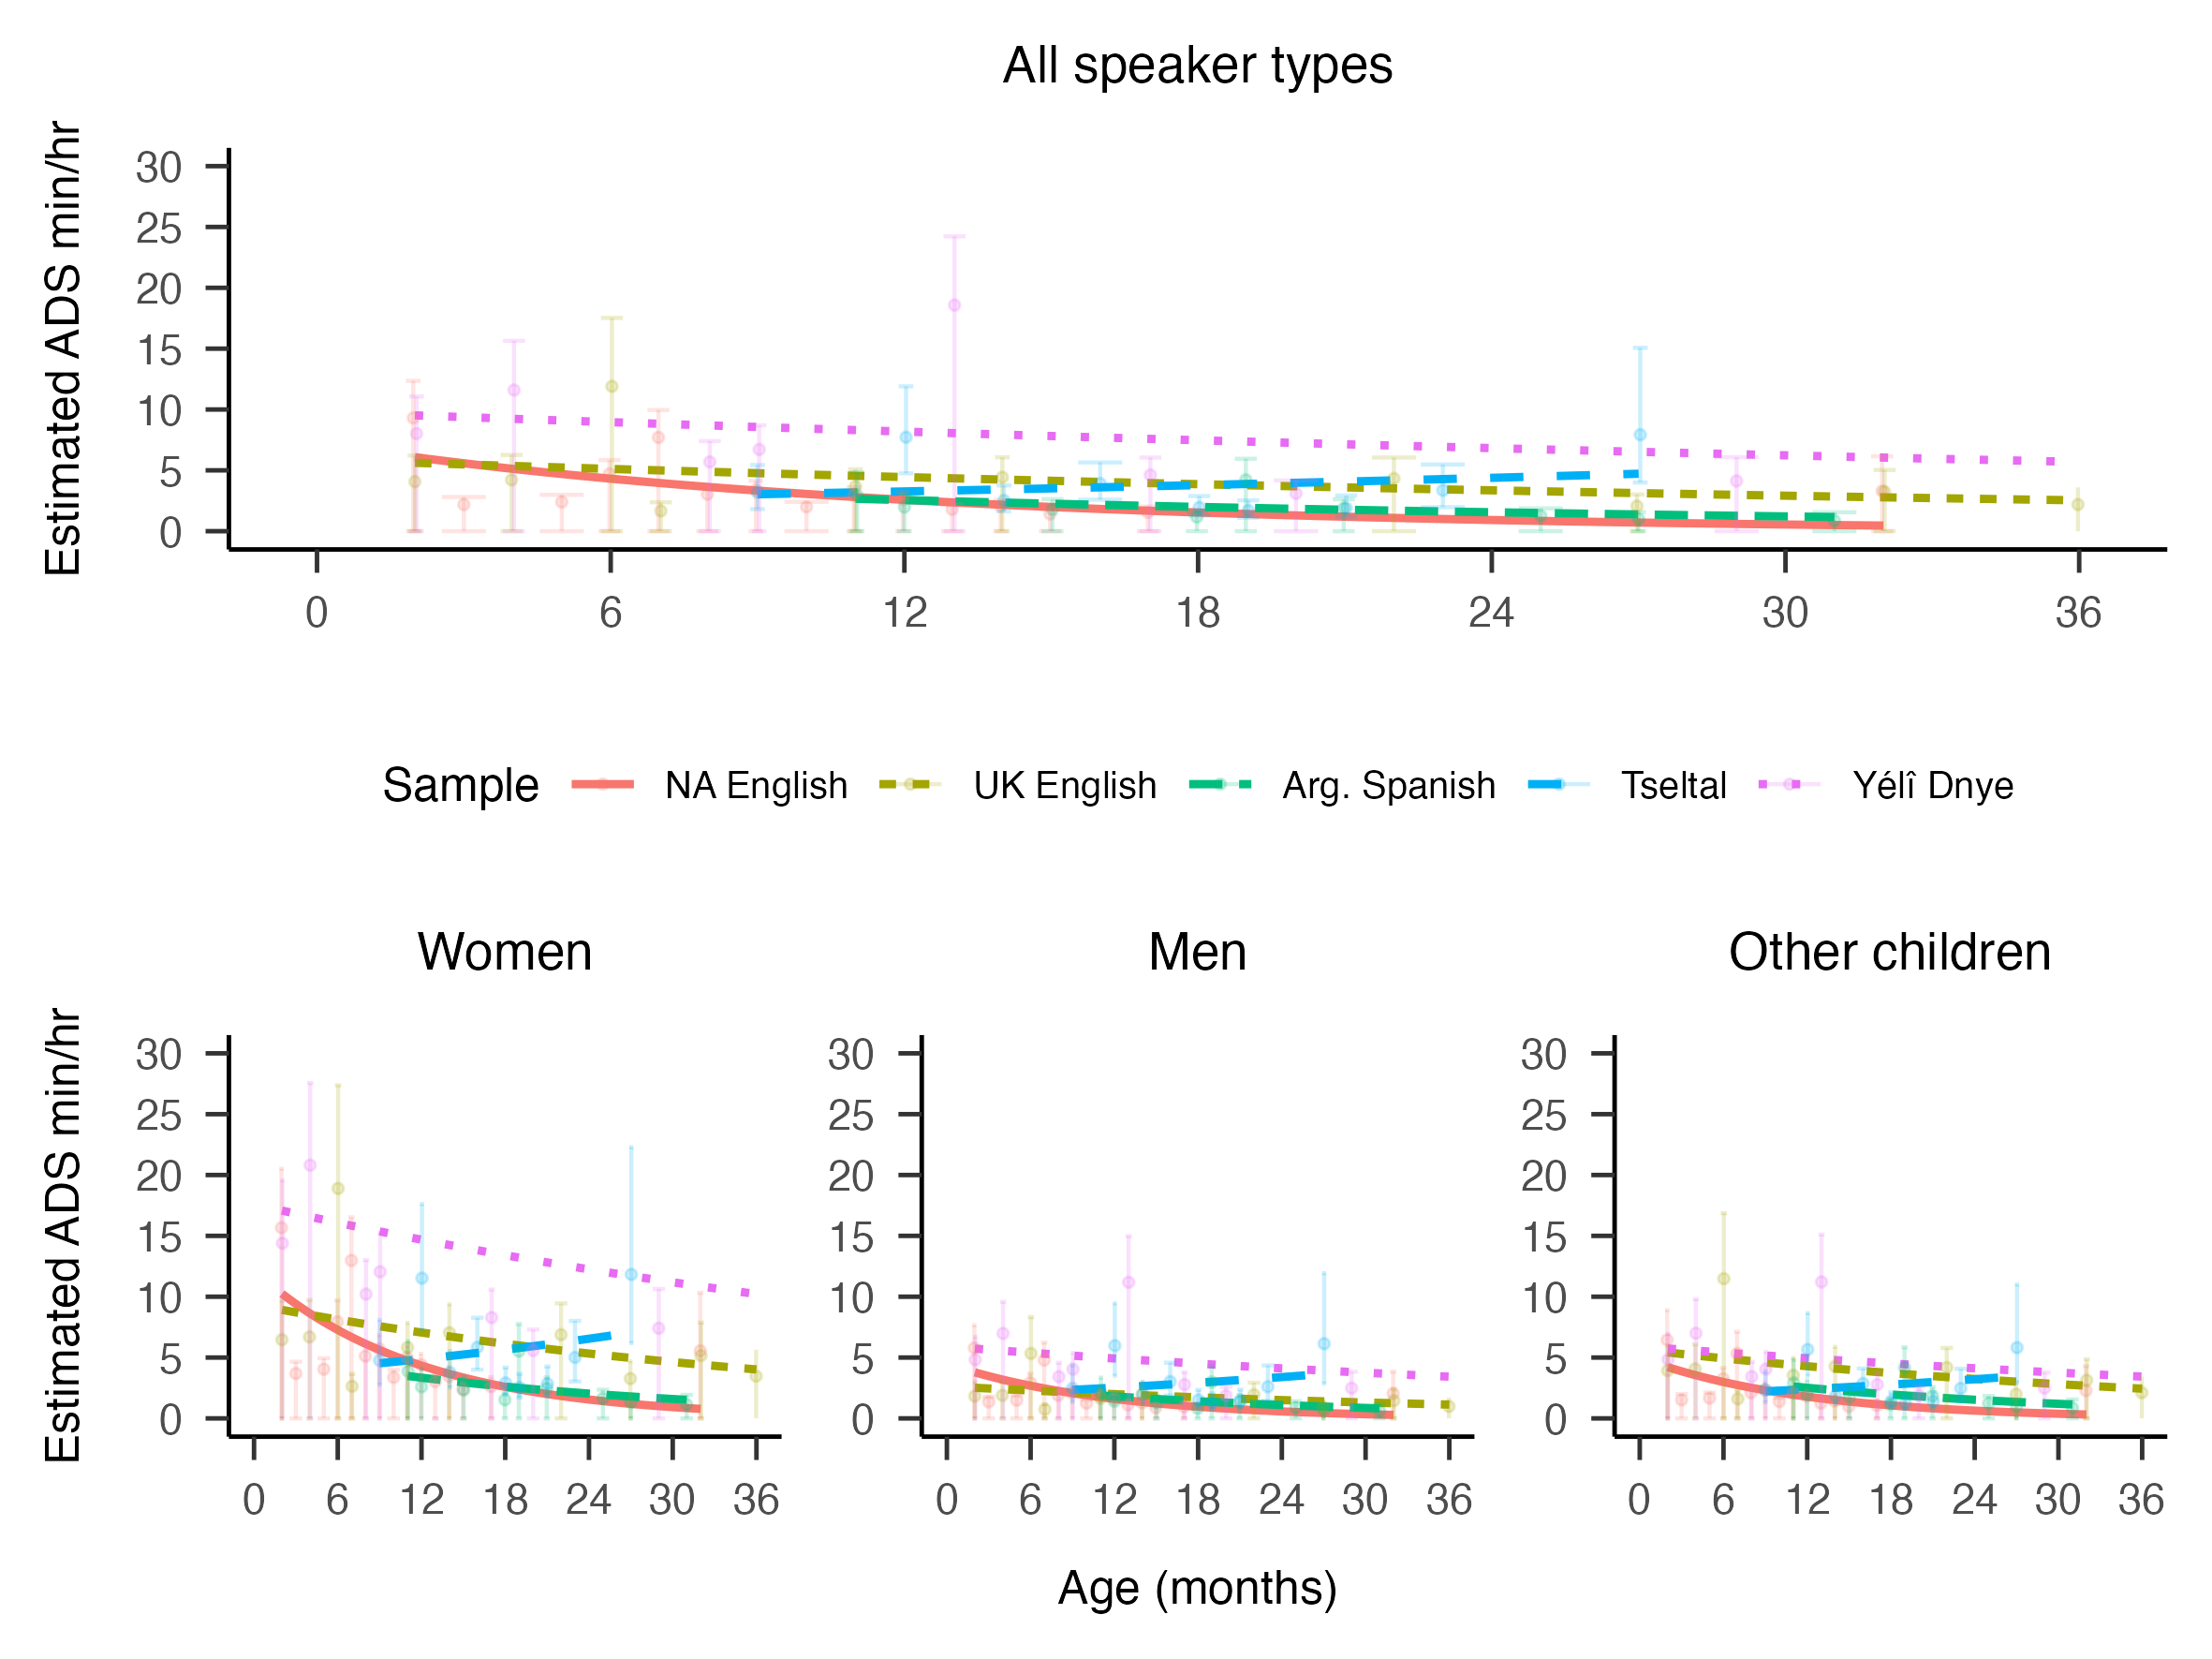 All speaker types
Estimated ADS min/hr
30
25
20
15
10
5
0
0 6 12 18 24 30 36
Sample NA English UK English Arg. Spanish Tseltal Yélî Dnye
Women Men Other children
Estimated ADS min/hr
30 30 30
25 25 25
20 20 20
15 15 15
10 10 10
5 5 5
0 0 0
0 6 12 18 24 30 36 0 6 12 18 24 30 36 0 6 12 18 24 30 36
Age (months)